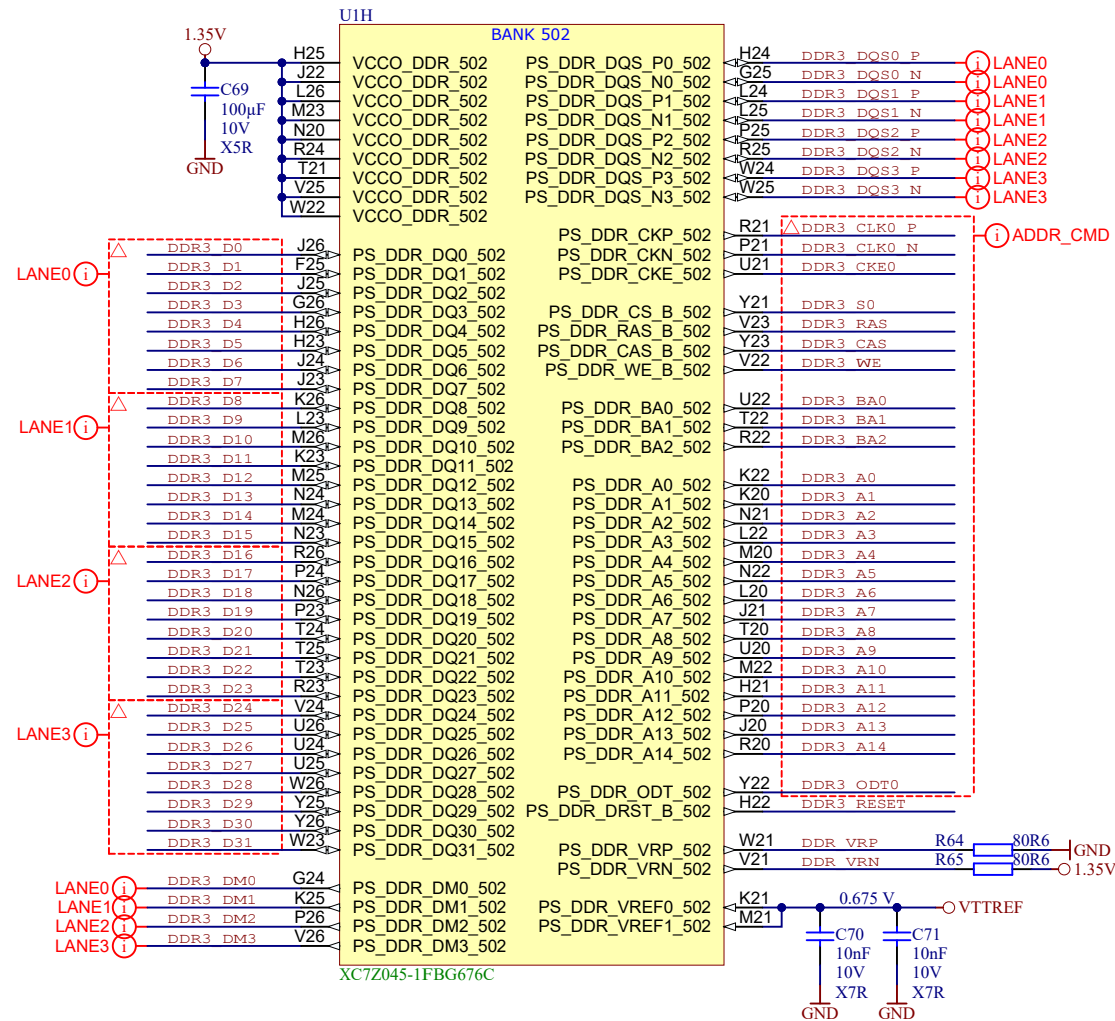 U1H
BANK 502
1.35V
C69
100µF
10V
X5R
GND
H25 VCCO_DDR_502
J22 VCCO_DDR_502
L26 VCCO_DDR_502
M23 VCCO_DDR_502
N20 VCCO_DDR_502
R24 VCCO_DDR_502
T21 VCCO_DDR_502
V25 VCCO_DDR_502
W22 VCCO_DDR_502
LANE0 i
DDR3_D0 J26 PS_DDR_DQ0_502
DDR3_D1 F25 PS_DDR_DQ1_502
DDR3_D2 J25 PS_DDR_DQ2_502
DDR3_D3 G26 PS_DDR_DQ3_502
DDR3_D4 H26 PS_DDR_DQ4_502
DDR3_D5 H23 PS_DDR_DQ5_502
DDR3_D6 J24 PS_DDR_DQ6_502
DDR3_D7 J23 PS_DDR_DQ7_502
LANE1 i
DDR3_D8 K26 PS_DDR_DQ8_502
DDR3_D9 L23 PS_DDR_DQ9_502
DDR3_D10 M26 PS_DDR_DQ10_502
DDR3_D11 K23 PS_DDR_DQ11_502
DDR3_D12 M25 PS_DDR_DQ12_502
DDR3_D13 N24 PS_DDR_DQ13_502
DDR3_D14 M24 PS_DDR_DQ14_502
DDR3_D15 N23 PS_DDR_DQ15_502
LANE2 i
DDR3_D16 R26 PS_DDR_DQ16_502
DDR3_D17 P24 PS_DDR_DQ17_502
DDR3_D18 N26 PS_DDR_DQ18_502
DDR3_D19 P23 PS_DDR_DQ19_502
DDR3_D20 T24 PS_DDR_DQ20_502
DDR3_D21 T25 PS_DDR_DQ21_502
DDR3_D22 T23 PS_DDR_DQ22_502
DDR3_D23 R23 PS_DDR_DQ23_502
LANE3 i
DDR3_D24 V24 PS_DDR_DQ24_502
DDR3_D25 U26 PS_DDR_DQ25_502
DDR3_D26 U24 PS_DDR_DQ26_502
DDR3_D27 U25 PS_DDR_DQ27_502
DDR3_D28 W26 PS_DDR_DQ28_502
DDR3_D29 Y25 PS_DDR_DQ29_502
DDR3_D30 Y26 PS_DDR_DQ30_502
DDR3_D31 W23 PS_DDR_DQ31_502
LANE0 i DDR3_DM0 G24 PS_DDR_DM0_502
LANE1 i DDR3_DM1 K25 PS_DDR_DM1_502
LANE2 i DDR3_DM2 P26 PS_DDR_DM2_502
LANE3 i DDR3_DM3 V26 PS_DDR_DM3_502
PS_DDR_DQS_P0_502 H24 DDR3_DQS0_P i LANE0
PS_DDR_DQS_N0_502 G25 DDR3_DQS0_N i LANE0
PS_DDR_DQS_P1_502 L24 DDR3_DQS1_P i LANE1
PS_DDR_DQS_N1_502 L25 DDR3_DQS1_N i LANE1
PS_DDR_DQS_P2_502 P25 DDR3_DQS2_P i LANE2
PS_DDR_DQS_N2_502 R25 DDR3_DQS2_N i LANE2
PS_DDR_DQS_P3_502 W24 DDR3_DQS3_P i LANE3
PS_DDR_DQS_N3_502 W25 DDR3_DQS3_N i LANE3
PS_DDR_CKP_502 R21 DDR3_CLK0_P i ADDR_CMD
PS_DDR_CKN_502 P21 DDR3_CLK0_N
PS_DDR_CKE_502 U21 DDR3_CKE0
PS_DDR_CS_B_502 Y21 DDR3_S0
PS_DDR_RAS_B_502 V23 DDR3_RAS
PS_DDR_CAS_B_502 Y23 DDR3_CAS
PS_DDR_WE_B_502 V22 DDR3_WE
PS_DDR_BA0_502 U22 DDR3_BA0
PS_DDR_BA1_502 T22 DDR3_BA1
PS_DDR_BA2_502 R22 DDR3_BA2
PS_DDR_A0_502 K22 DDR3_A0
PS_DDR_A1_502 K20 DDR3_A1
PS_DDR_A2_502 N21 DDR3_A2
PS_DDR_A3_502 L22 DDR3_A3
PS_DDR_A4_502 M20 DDR3_A4
PS_DDR_A5_502 N22 DDR3_A5
PS_DDR_A6_502 L20 DDR3_A6
PS_DDR_A7_502 J21 DDR3_A7
PS_DDR_A8_502 T20 DDR3_A8
PS_DDR_A9_502 U20 DDR3_A9
PS_DDR_A10_502 M22 DDR3_A10
PS_DDR_A11_502 H21 DDR3_A11
PS_DDR_A12_502 P20 DDR3_A12
PS_DDR_A13_502 J20 DDR3_A13
PS_DDR_A14_502 R20 DDR3_A14
PS_DDR_ODT_502 Y22 DDR3_ODT0
PS_DDR_DRST_B_502 H22 DDR3_RESET
PS_DDR_VRP_502 W21 DDR_VRP R64 80R6 GND
PS_DDR_VRN_502 V21 DDR_VRN R65 80R6 1.35V
PS_DDR_VREF0_502 K21 0.675 V VTTREF
PS_DDR_VREF1_502 M21
C70
10nF
10V
X7R
GND
C71
10nF
10V
X7R
GND
XC7Z045-1FBG676C